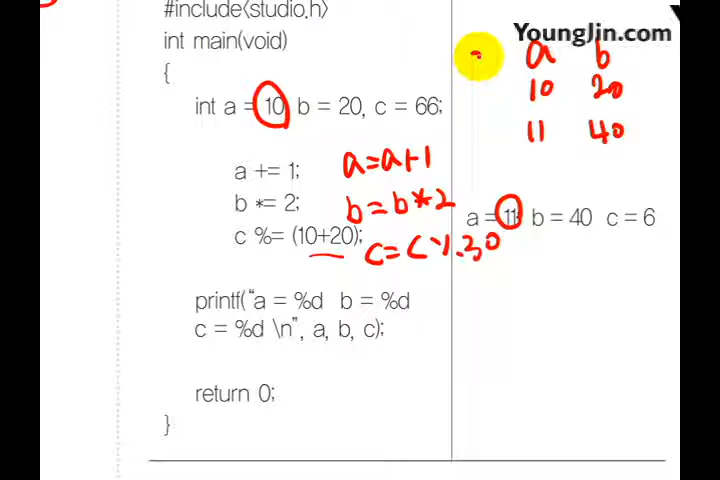 YoungJin.com
#include<studio.h>
int main(void)
{
int a = 10, b = 20, c = 66;
a += 1;
b *= 2;
c %= (10+20);
printf("a = %d b = %d
c = %d \n", a, b, c);
return 0;
}
a=a+1
b=b*2
c=c%30
a b
10 20
11 40
a = 11 b = 40 c = 6